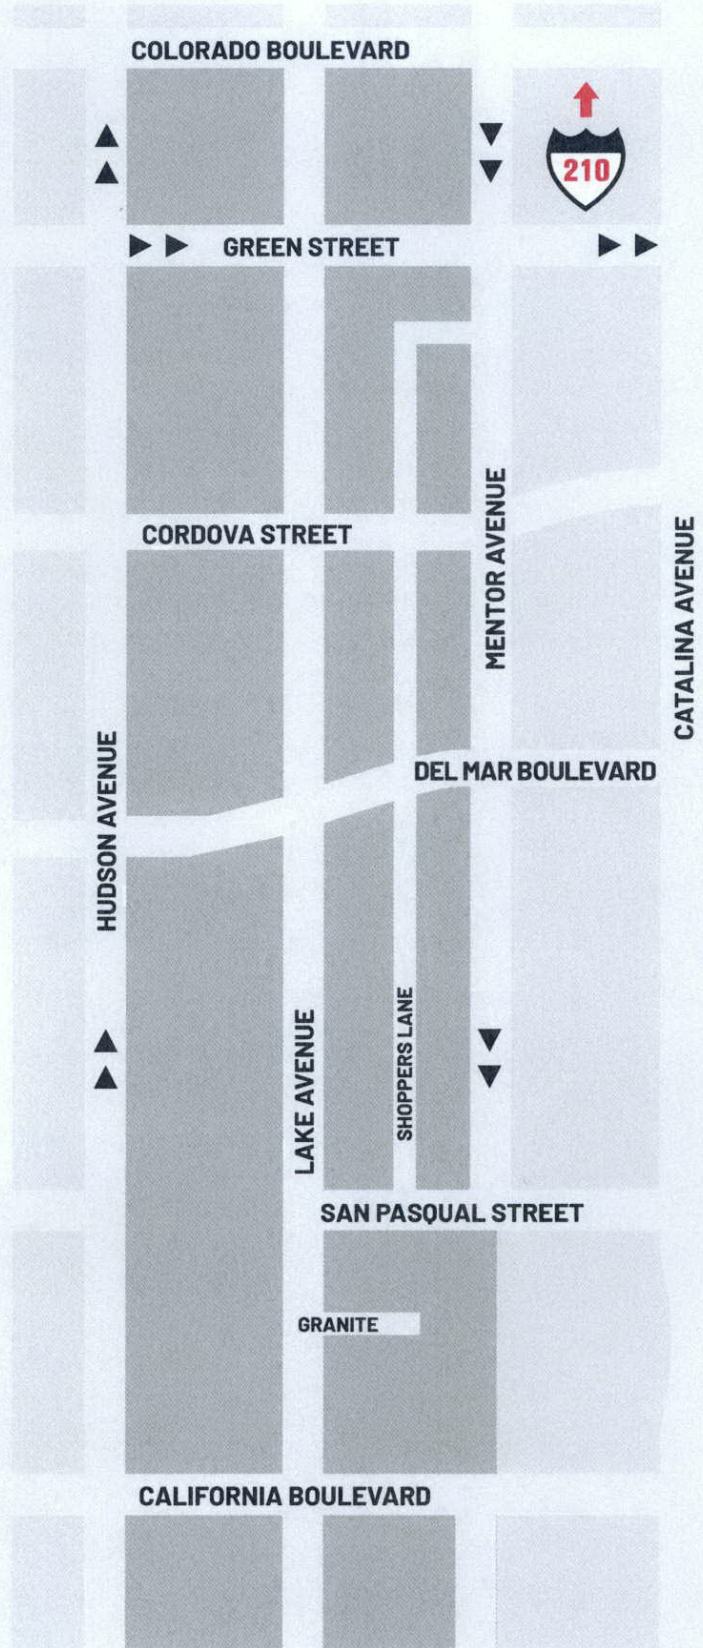 COLORADO BOULEVARD
210
GREEN STREET
CORDOVA STREET
MENTOR AVENUE
CATALINA AVENUE
HUDSON AVENUE
DEL MAR BOULEVARD
LAKE AVENUE
SHOPPERS LANE
SAN PASQUAL STREET
GRANITE
CALIFORNIA BOULEVARD